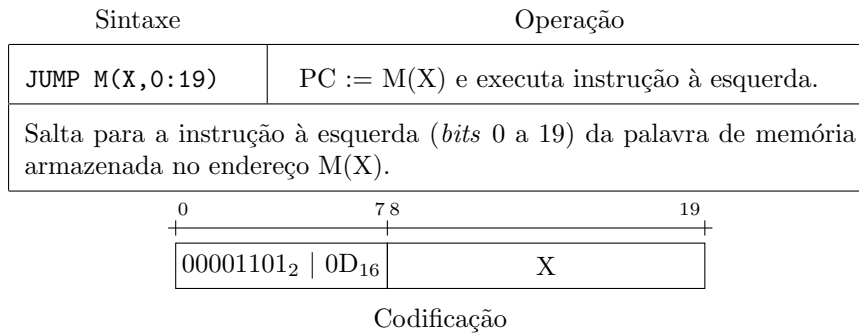 Sintaxe Operação
JUMP M(X,0:19) PC := M(X) e executa instrução à esquerda.
Salta para a instrução à esquerda (bits 0 a 19) da palavra de memória
armazenada no endereço M(X).
0 7 8 19
00001101₂ | 0D₁₆ X
Codificação